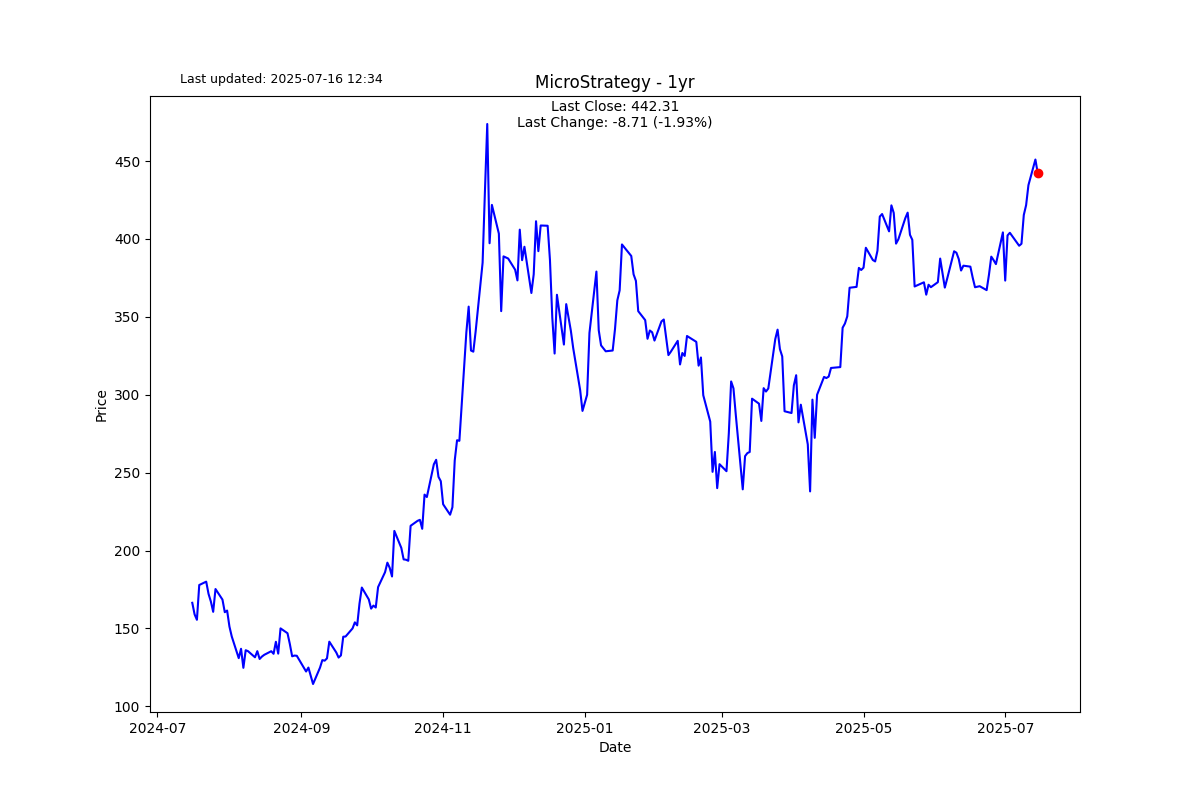 Last updated: 2025-07-16 12:34
MicroStrategy - 1yr
Last Close: 442.31
Last Change: -8.71 (-1.93%)
450
400
350
300
250
200
150
100
Price
2024-07
2024-09
2024-11
2025-01
2025-03
2025-05
2025-07
Date